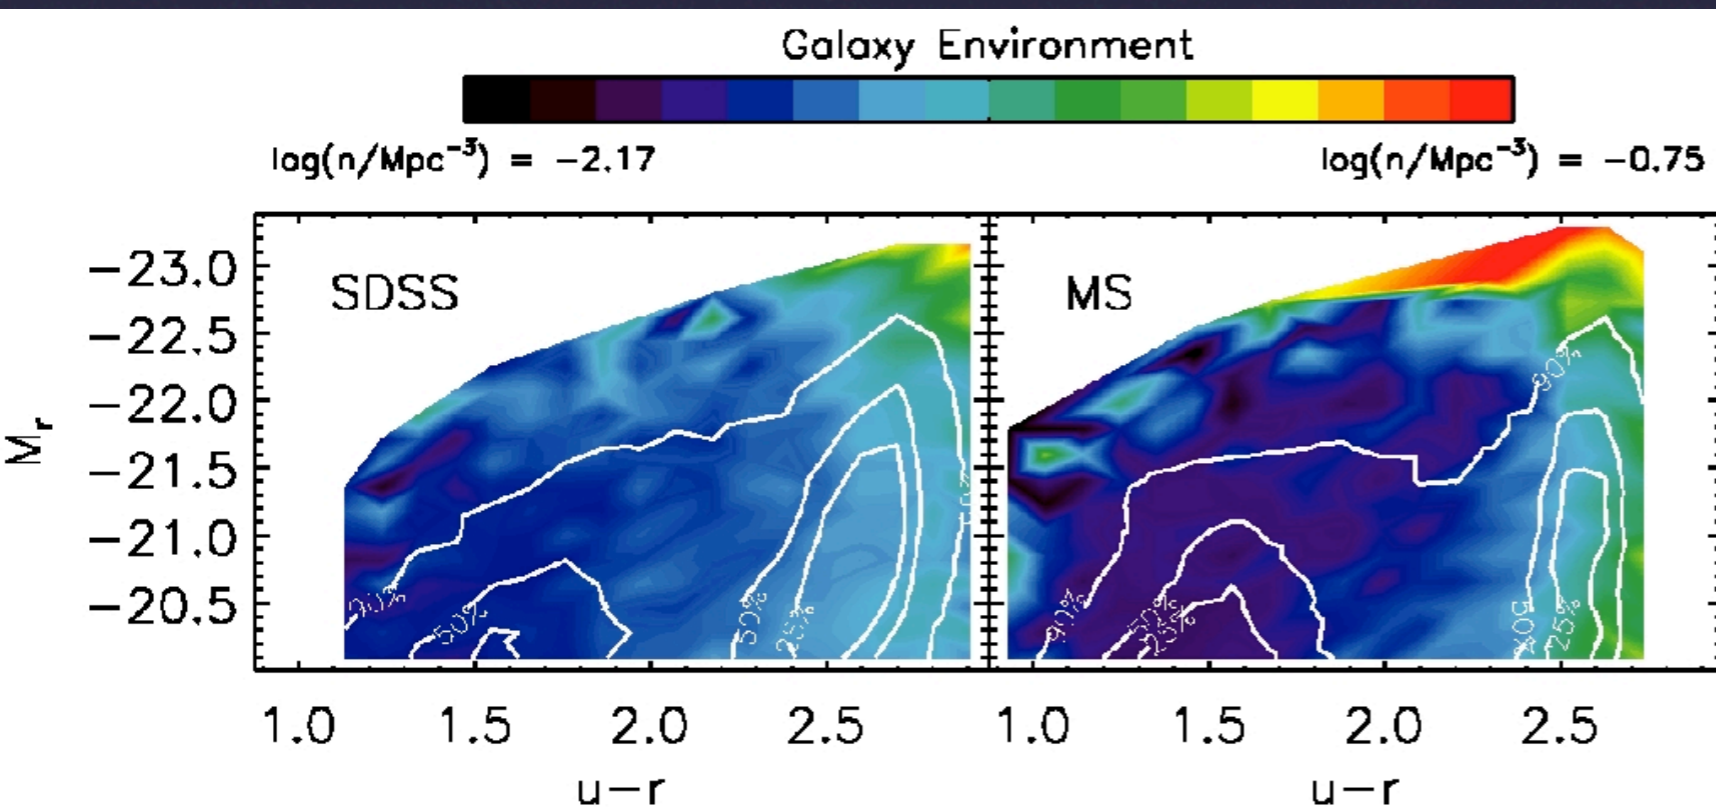 Galaxy Environment
log(n/Mpc⁻³) = −2.17
log(n/Mpc⁻³) = −0.75
SDSS
MS
−23.0
−22.5
−22.0
−21.5
−21.0
−20.5
Mr
90%
50%
50%
25%
90%
90%
50%
25%
50%
25%
1.0 1.5 2.0 2.5 1.0 1.5 2.0 2.5
u−r u−r